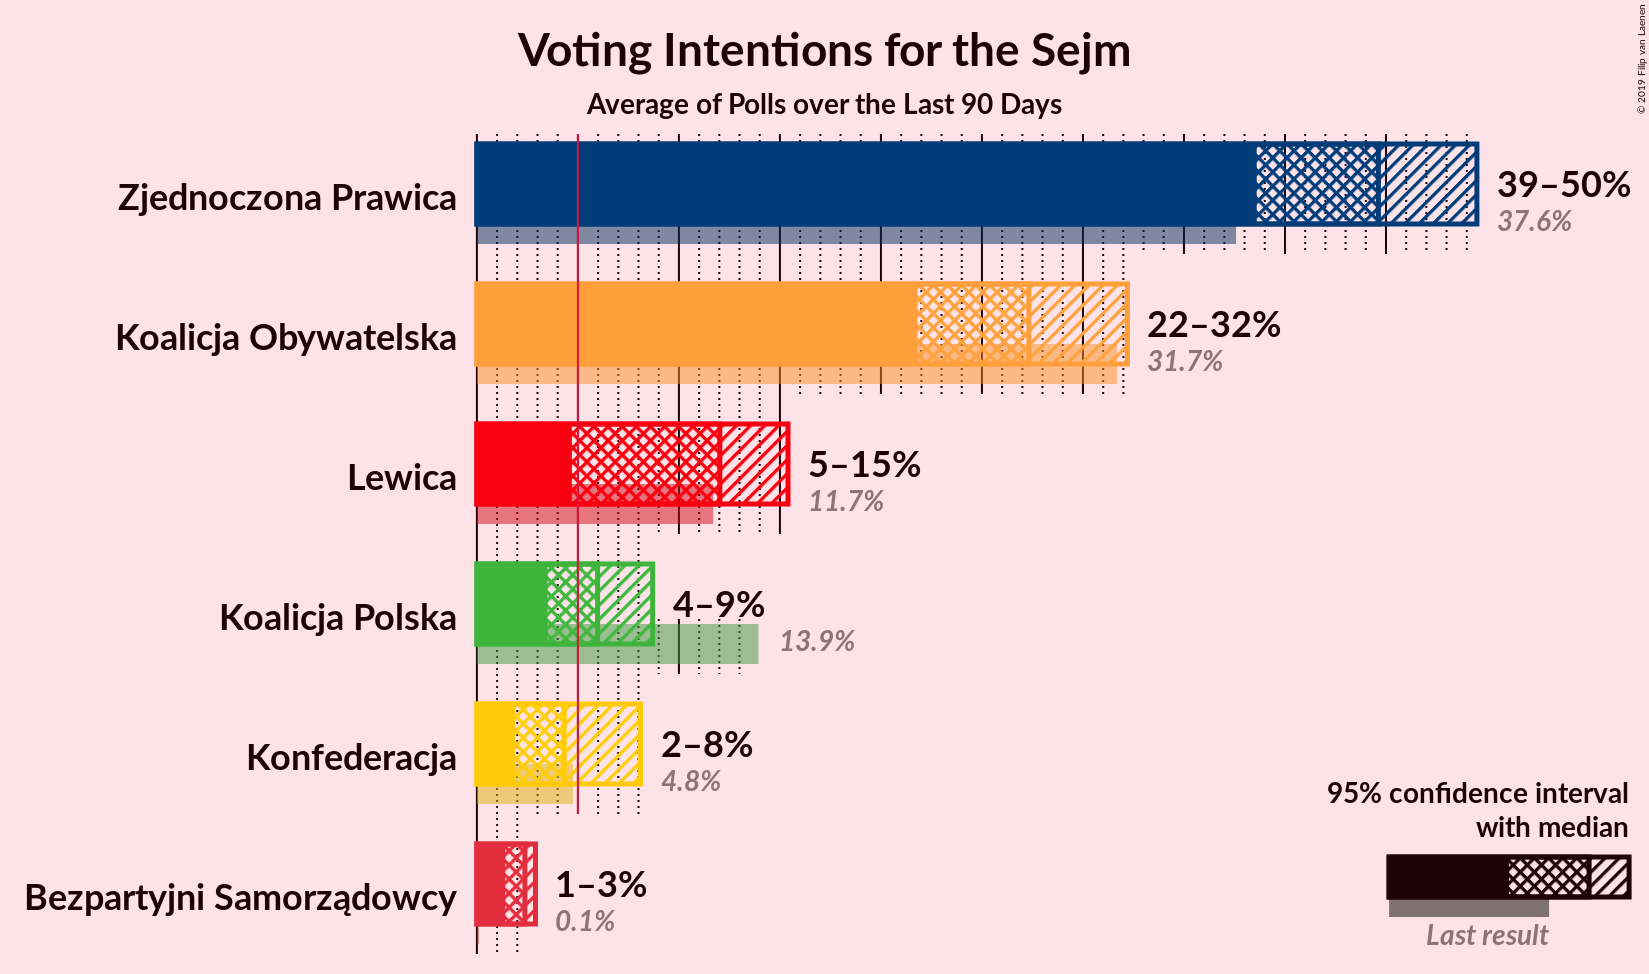 Voting Intentions for the Sejm
Average of Polls over the Last 90 Days
© 2019 Filip van Laenen
Zjednoczona Prawica
39–50%
37.6%
Koalicja Obywatelska
22–32%
31.7%
Lewica
5–15%
11.7%
Koalicja Polska
4–9%
13.9%
Konfederacja
2–8%
4.8%
Bezpartyjni Samorządowcy
1–3%
0.1%
95% confidence interval
with median
Last result